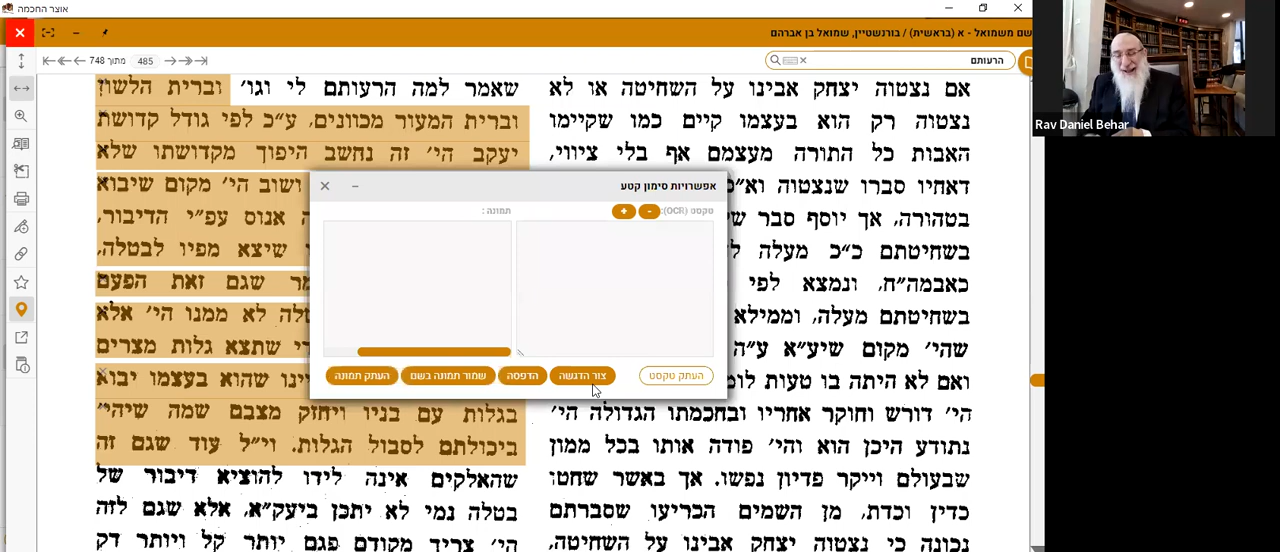 אוצר החכמה
שם משמואל - א (בראשית) / בורנשטיין, שמואל בן אברהם
הרעותם
485 מתוך 748
Rav Daniel Behar
אם נצטוה יצחק אבינו על השחיטה או לא
נצטוה רק הוא בעצמו קיים כמו שקיימו
האבות כל התורה מעצמם אף בלי ציווי,
דאחיו סברו שנצטוה
בטהורה, אך יוסף סבר
בשחיטתם כ״כ מעלה
כאבמה״ח, ונמצא לפי
בשחיטתם מעלה, וממילא
שהי׳ מקום שיע״א ע״ה
ואם לא היתה בו טעות
הי׳ דורש וחוקר אחריו ובחכמתו הגדולה הי׳
נתודע היכן הוא והי׳ פודה אותו בכל ממון
שבעולם וייקר פדיון נפשו. אך באשר שחטו
כדין וכדת, מן השמים הכריעו שסברתם
נכונה כי נצטוה יצחק אבינו על השחיטה,
שאמר למה הרעותם לי וגו׳ וברית הלשון
וברית המעור מכוונים, ע״כ לפי גודל קדושת
יעקב הי׳ זה נחשב היפוך מקדושתו שלא
ושוב הי׳ מקום שיבוא
אנוס עפ״י הדיבור,
שיצא מפיו לבטלה,
שגם זאת הפעם
לא ממנו הי׳ אלא
שתצא גלות מצרים
שהוא בעצמו יבוא
בגלות עם בניו ויחזק מצבם שמה שיהי׳
ביכולתם לסבול הגלות. וי״ל עוד שגם זה
שהאלקים אינה לידו להוציא דיבור של
בטלה נמי לא יתכן ביעק״א, אלא שגם לזה
הי׳ צריך מקודם פגם יותר קל ויותר דק
אפשרויות סימון קטע
טקסט (OCR): - +
תמונה :
העתק טקסט
צור הדגשה
הדפסה
שמור תמונה בשם
העתק תמונה